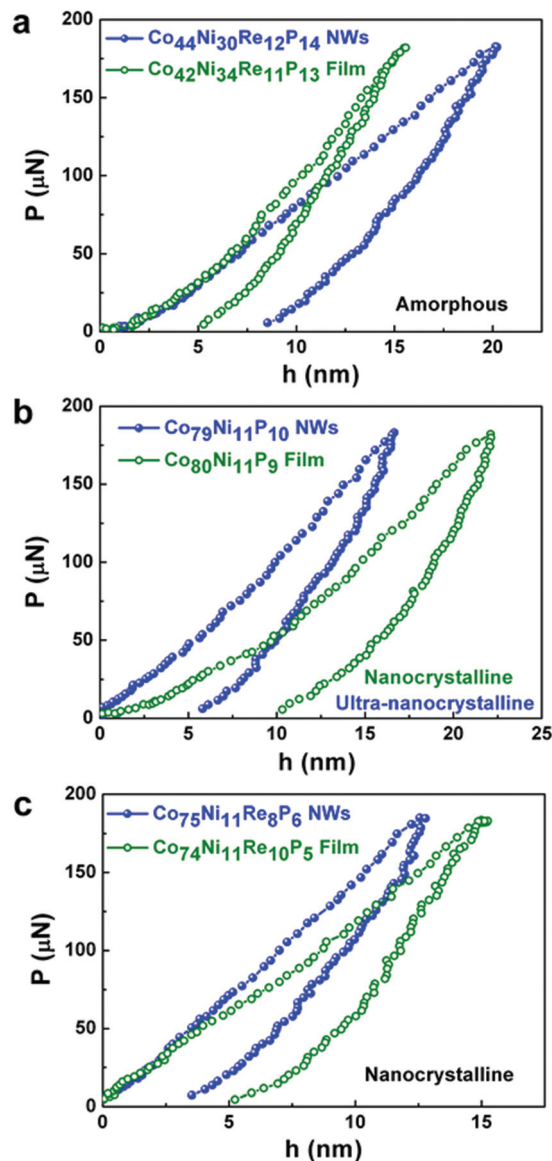 a
Co44Ni30Re12P14 NWs
Co42Ni34Re11P13 Film
200
150
100
50
0
P (μN)
Amorphous
0 5 10 15 20
h (nm)
b
Co79Ni11P10 NWs
Co80Ni11P9 Film
200
150
100
50
0
P (μN)
Nanocrystalline
Ultra-nanocrystalline
0 5 10 15 20 25
h (nm)
c
Co75Ni11Re8P6 NWs
Co74Ni11Re10P5 Film
200
150
100
50
0
P (μN)
Nanocrystalline
0 5 10 15
h (nm)